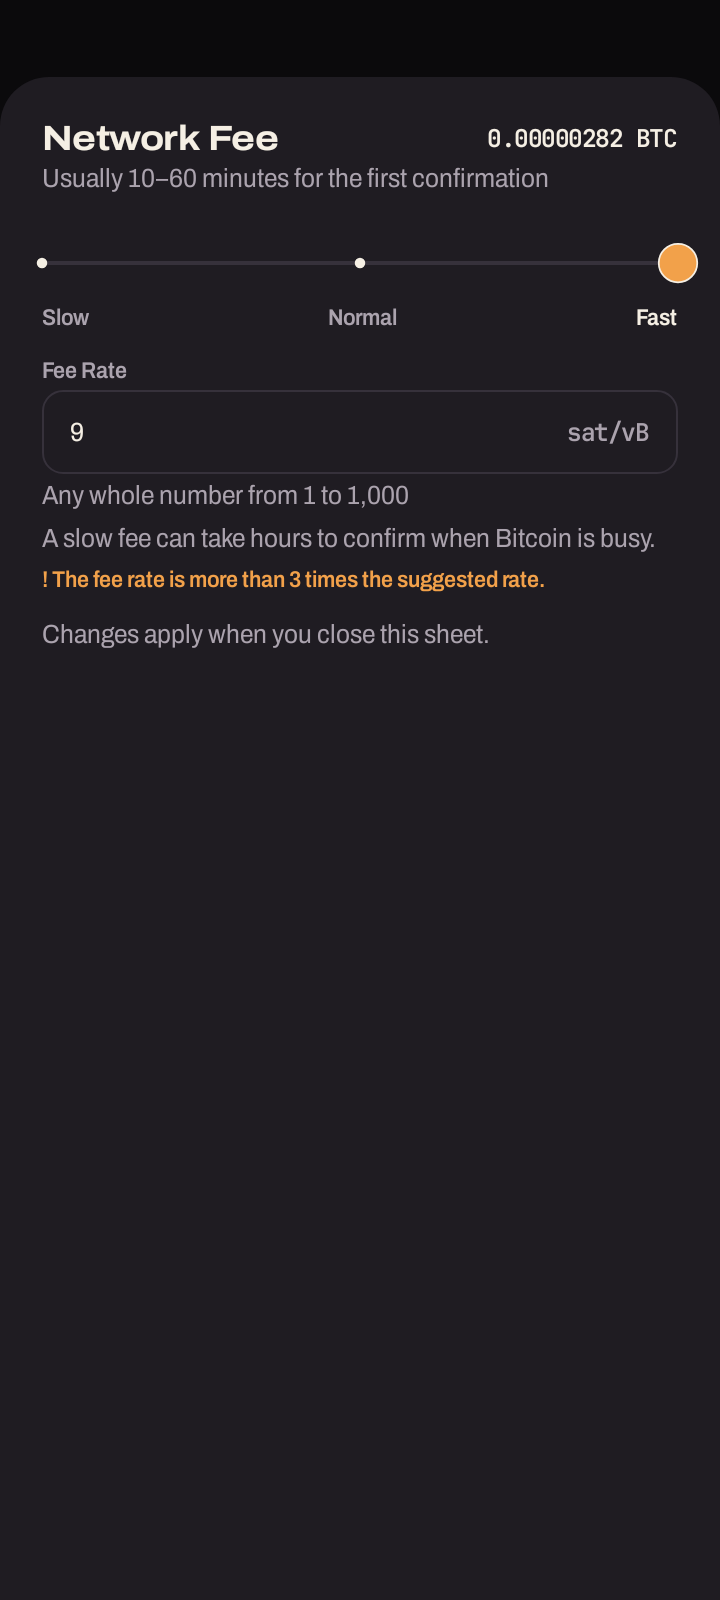 Network Fee 0.00000282 BTC
Usually 10–60 minutes for the first confirmation
Slow Normal Fast
Fee Rate
9 sat/vB
Any whole number from 1 to 1,000
A slow fee can take hours to confirm when Bitcoin is busy.
! The fee rate is more than 3 times the suggested rate.
Changes apply when you close this sheet.